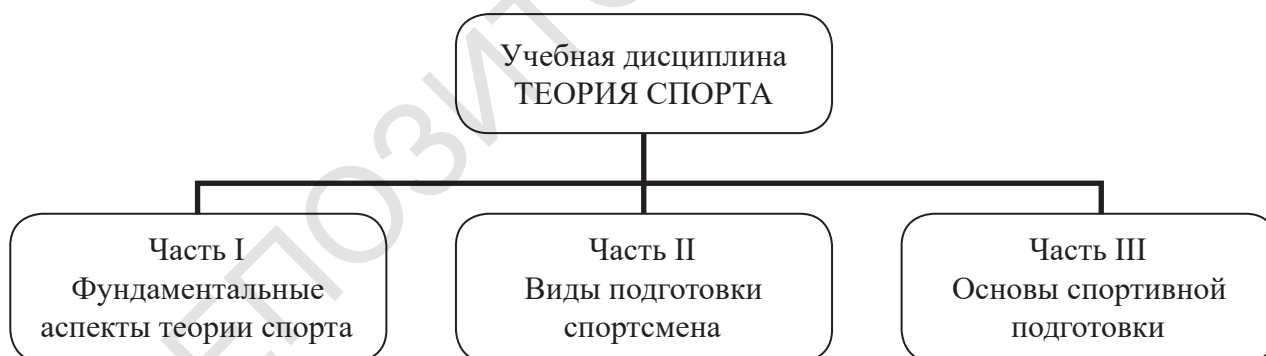 Учебная дисциплина
ТЕОРИЯ СПОРТА
Часть I
Фундаментальные
аспекты теории спорта
Часть II
Виды подготовки
спортсмена
Часть III
Основы спортивной
подготовки